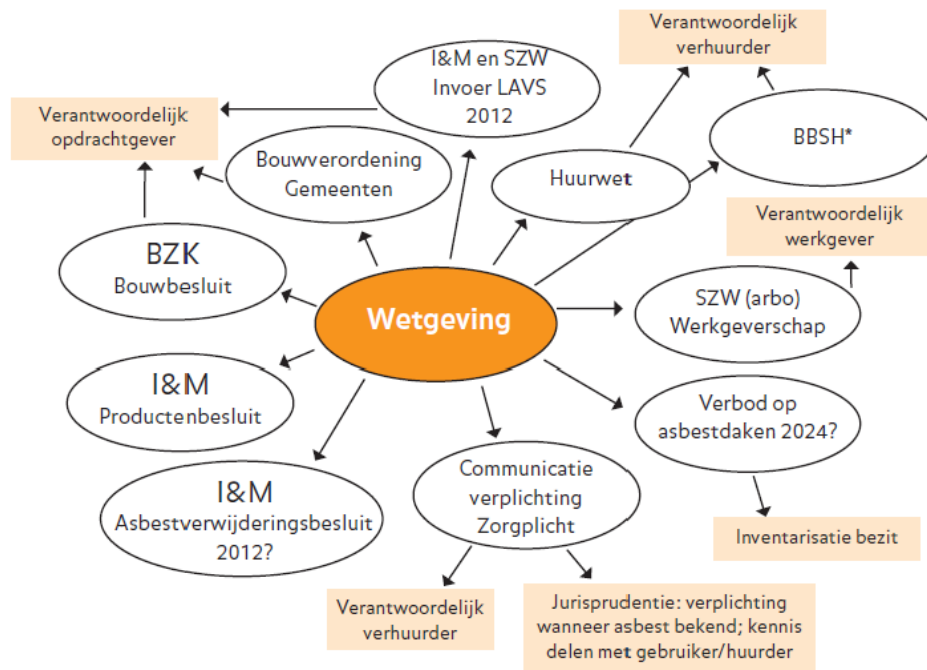 Verantwoordelijk
verhuurder
I&M en SZW
Invoer LAVS
2012
Verantwoordelijk
opdrachtgever
BBSH*
Bouwverordening
Gemeenten
Huurwet
Verantwoordelijk
werkgever
BZK
Bouwbesluit
Wetgeving
SZW (arbo)
Werkgeverschap
I&M
Productenbesluit
Verbod op
asbestdaken 2024?
Communicatie
verplichting
Zorgplicht
I&M
Asbestverwijderingsbesluit
2012?
Inventarisatie bezit
Verantwoordelijk
verhuurder
Jurisprudentie: verplichting
wanneer asbest bekend; kennis
delen met gebruiker/huurder